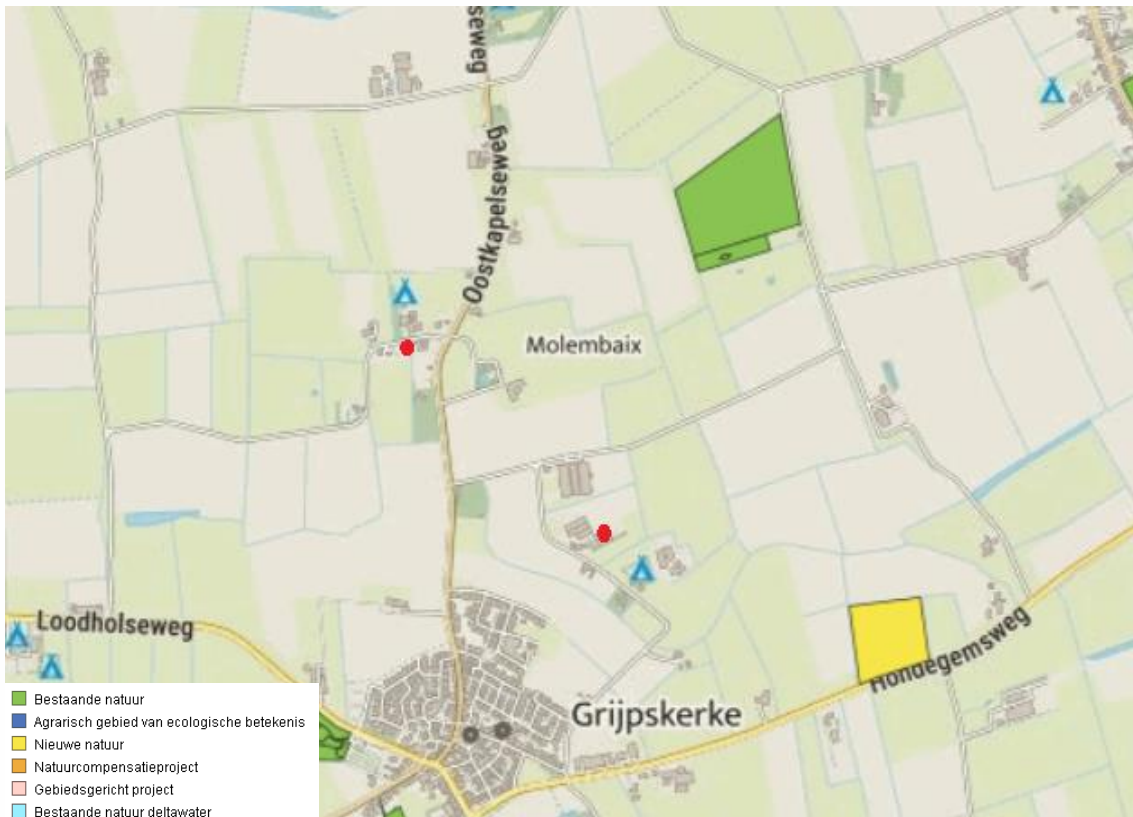 seweg
Oostkapelseweg
Molembaix
Loodholseweg
Hondegemsweg
Grijpskerke
Bestaande natuur
Agrarisch gebied van ecologische betekenis
Nieuwe natuur
Natuurcompensatieproject
Gebiedsgericht project
Bestaande natuur deltawater